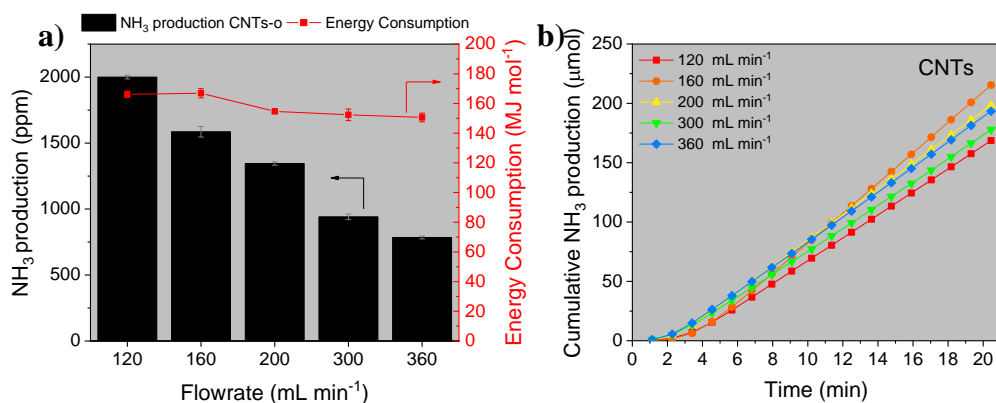 NH₃ production CNTs-o
Energy Consumption
a)
NH₃ production (ppm)
2000
1500
1000
500
0
120 160 200 300 360
Flowrate (mL min⁻¹)
200
180
160
140
120
100
80
60
40
20
0
Energy Consumption (MJ mol⁻¹)
b)
Cumulative NH₃ production (μmol)
250
200
150
100
50
0
120 mL min⁻¹
160 mL min⁻¹
200 mL min⁻¹
300 mL min⁻¹
360 mL min⁻¹
CNTs
0 2 4 6 8 10 12 14 16 18 20
Time (min)